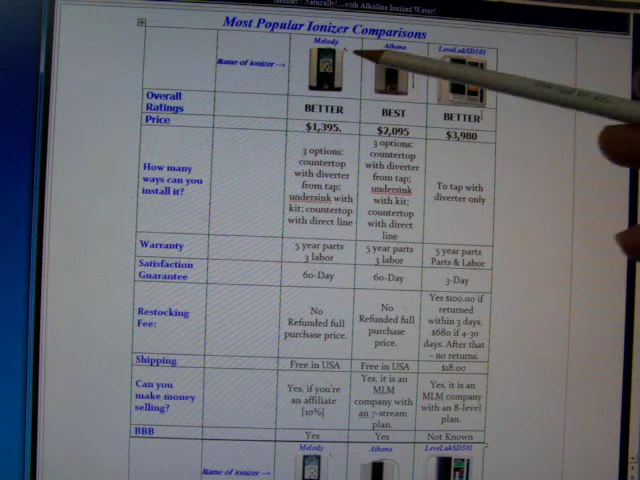 Naturally!...with Alkaline Ionized Water!
Most Popular Ionizer Comparisons
Name of ionizer → Melody Athena LeveLukSD501
Overall Ratings BETTER BEST BETTER
Price $1,395. $2,095 $3,980
How many
ways can you
install it?
3 options:
countertop
with diverter
from tap;
undersink with
kit; countertop
with direct line
3 options:
countertop
with diverter
from tap;
undersink
with kit;
countertop
with direct
line
To tap with
diverter only
Warranty
5 year parts
3 labor
5 year parts
3 labor
5 year parts
Parts & Labor
Satisfaction
Guarantee
60-Day 60-Day 3-Day
Restocking
Fee:
No
Refunded full
purchase price.
No
Refunded full
purchase
price.
Yes $100.00 if
returned
within 3 days.
$680 if 4-30
days. After that
– no returns.
Shipping Free in USA Free in USA $18.00
Can you
make money
selling?
Yes, if you're
an affiliate
[10%]
Yes, it is an
MLM
company with
an 7-stream
plan.
Yes, it is an
MLM company
with an 8-level
plan.
BBB Yes Yes Not Known
Name of ionizer → Melody Athena LeveLukSD501